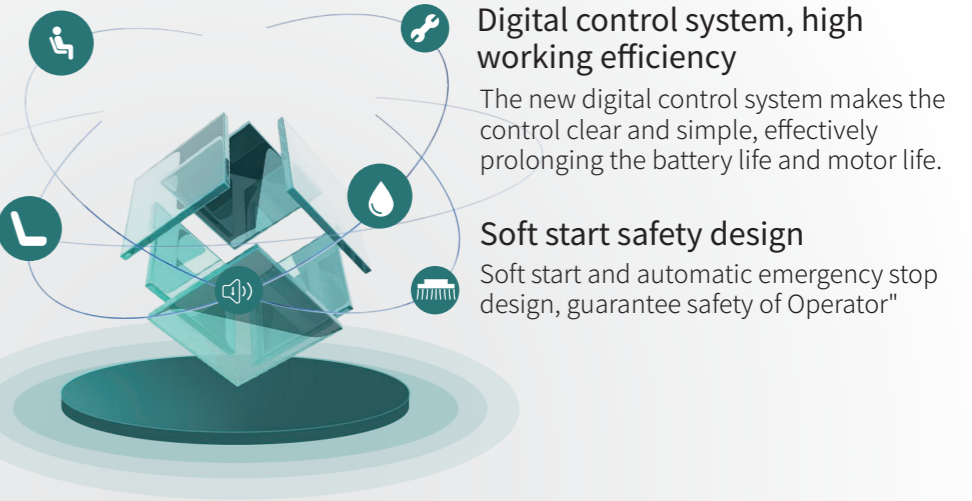 Digital control system, high
working efficiency
The new digital control system makes the
control clear and simple, effectively
prolonging the battery life and motor life.
Soft start safety design
Soft start and automatic emergency stop
design, guarantee safety of Operator"